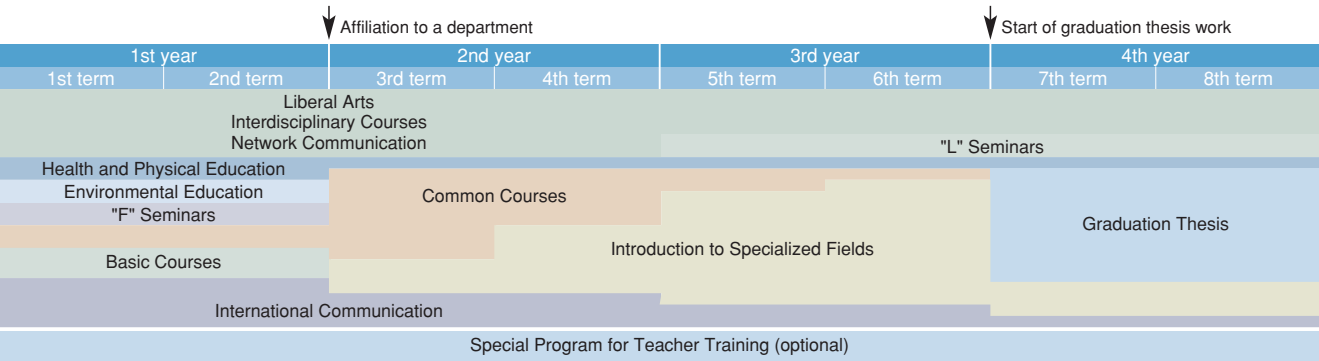 Affiliation to a department
Start of graduation thesis work
1st year
2nd year
3rd year
4th year
1st term
2nd term
3rd term
4th term
5th term
6th term
7th term
8th term
Liberal Arts
Interdisciplinary Courses
Network Communication
"L" Seminars
Health and Physical Education
Environmental Education
"F" Seminars
Common Courses
Graduation Thesis
Introduction to Specialized Fields
Basic Courses
International Communication
Special Program for Teacher Training (optional)